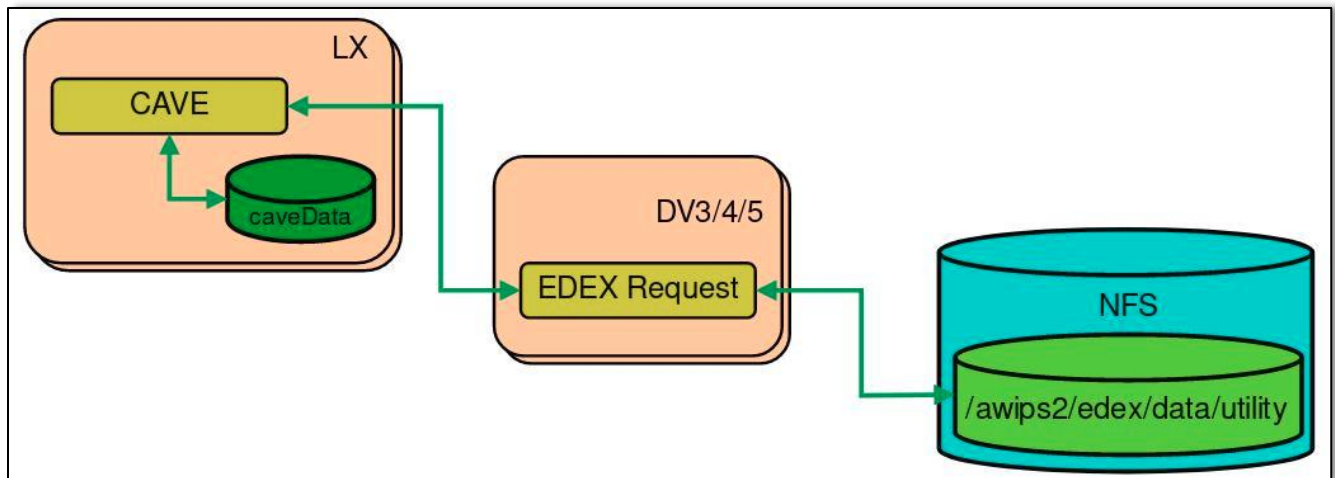 LX
CAVE
caveData
DV3/4/5
EDEX Request
NFS
/awips2/edex/data/utility